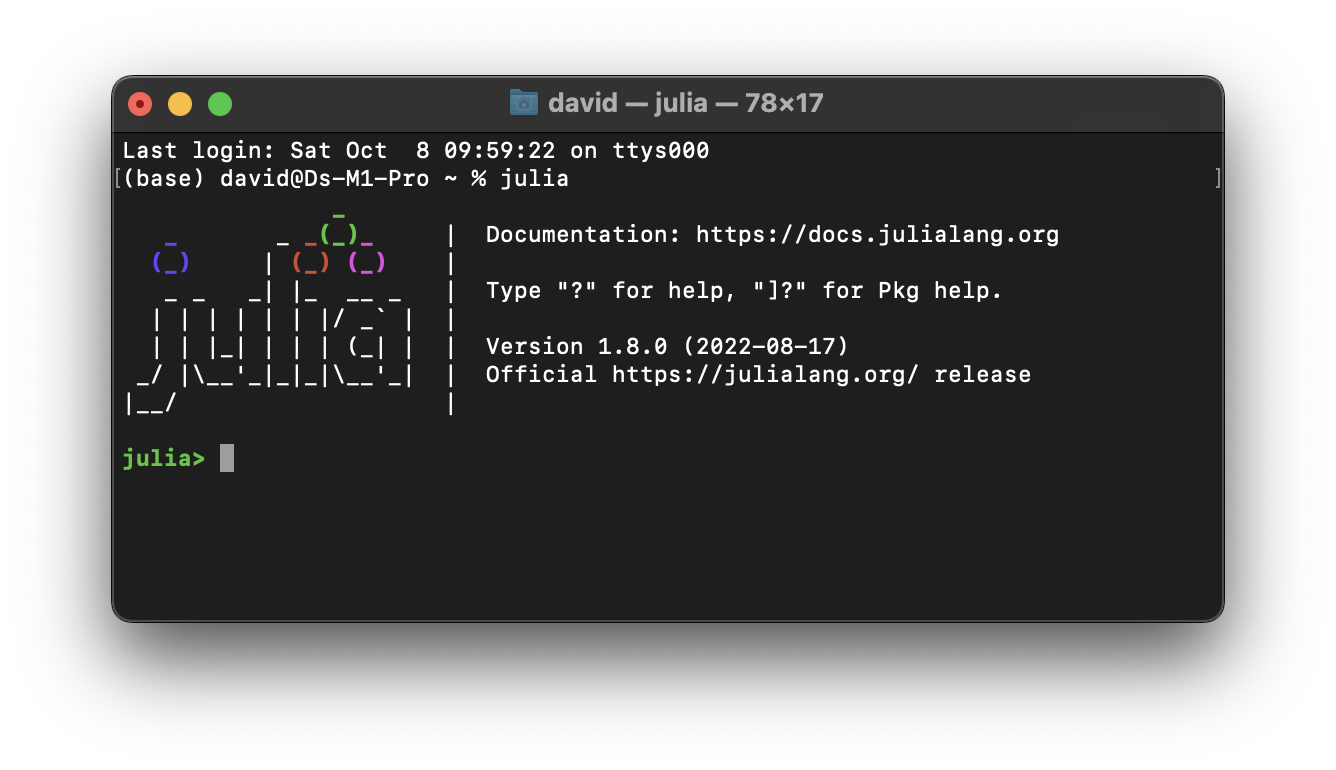 david — julia — 78×17
Last login: Sat Oct  8 09:59:22 on ttys000
[(base) david@Ds-M1-Pro ~ % julia ]
               _
   _       _ _(_)_     |  Documentation: https://docs.julialang.org
  (_)     | (_) (_)    |
   _ _   _| |_  __ _   |  Type "?" for help, "]?" for Pkg help.
  | | | | | | |/ _` |  |
  | | |_| | | | (_| |  |  Version 1.8.0 (2022-08-17)
 _/ |\__'_|_|_|\__'_|  |  Official https://julialang.org/ release
|__/                   |
julia>